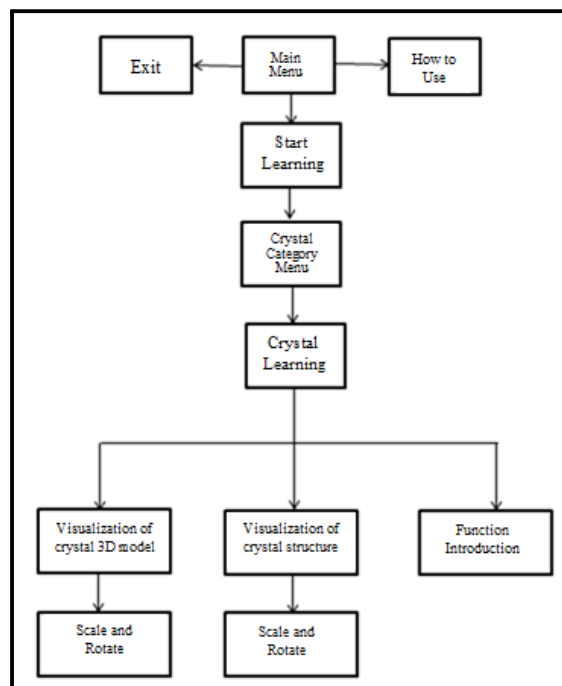 Exit
Main
Menu
How to
Use
Start
Learning
Crystal
Category
Menu
Crystal
Learning
Visualization of
crystal 3D model
Visualization of
crystal structure
Function
Introduction
Scale and
Rotate
Scale and
Rotate